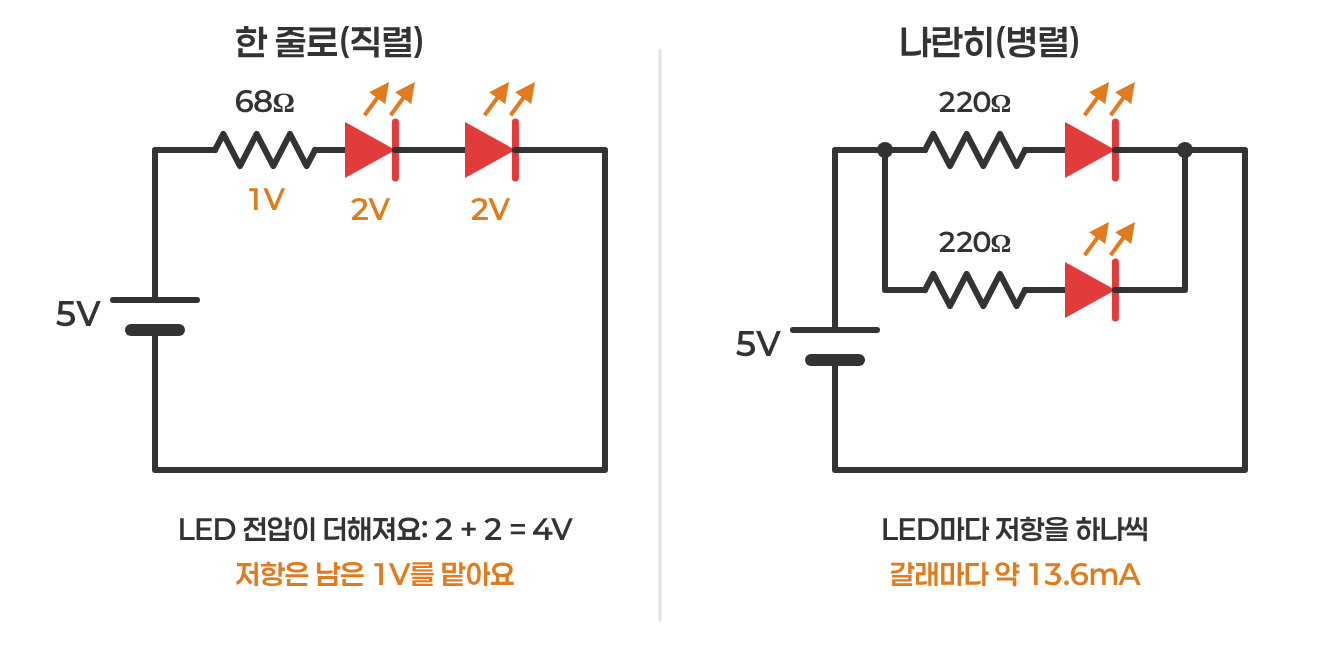 한 줄로(직렬)
68Ω
1V
2V
2V
5V
LED 전압이 더해져요: 2 + 2 = 4V
저항은 남은 1V를 맡아요
나란히(병렬)
220Ω
220Ω
5V
LED마다 저항을 하나씩
갈래마다 약 13.6mA